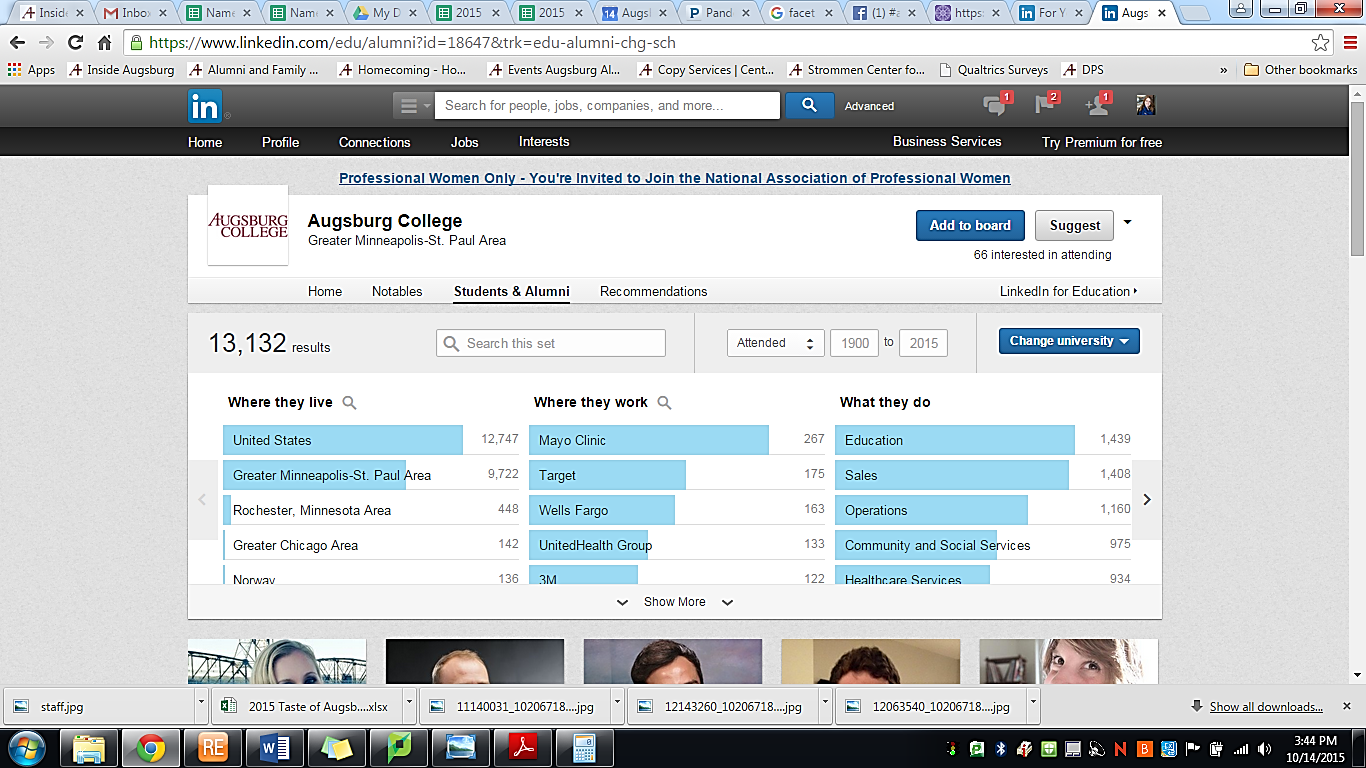 Inside
Inbox
Name
Name
My D
2015
2015
14 Augs
Pand
facet
(1) #a
https:
For Y
Augs
https://www.linkedin.com/edu/alumni?id=18647&trk=edu-alumni-chg-sch
Apps Inside Augsburg Alumni and Family ... Homecoming - Ho... Events Augsburg Al... Copy Services | Cent... Strommen Center fo... Qualtrics Surveys DPS » Other bookmarks
in Search for people, jobs, companies, and more... Advanced 1 2 1
Home Profile Connections Jobs Interests Business Services Try Premium for free
Professional Women Only - You're Invited to Join the National Association of Professional Women
AUGSBURG
COLLEGE
Augsburg College
Greater Minneapolis-St. Paul Area
Add to board Suggest
66 interested in attending
Home Notables Students & Alumni Recommendations LinkedIn for Education
13,132 results Search this set Attended 1900 to 2015 Change university
Where they live Where they work What they do
United States 12,747 Mayo Clinic 267 Education 1,439
Greater Minneapolis-St. Paul Area 9,722 Target 175 Sales 1,408
Rochester, Minnesota Area 448 Wells Fargo 163 Operations 1,160
Greater Chicago Area 142 UnitedHealth Group 133 Community and Social Services 975
Norway 136 3M 122 Healthcare Services 934
Show More
staff.jpg 2015 Taste of Augsb....xlsx 11140031_10206718....jpg 12143260_10206718....jpg 12063540_10206718....jpg Show all downloads...
RE
3:44 PM
10/14/2015